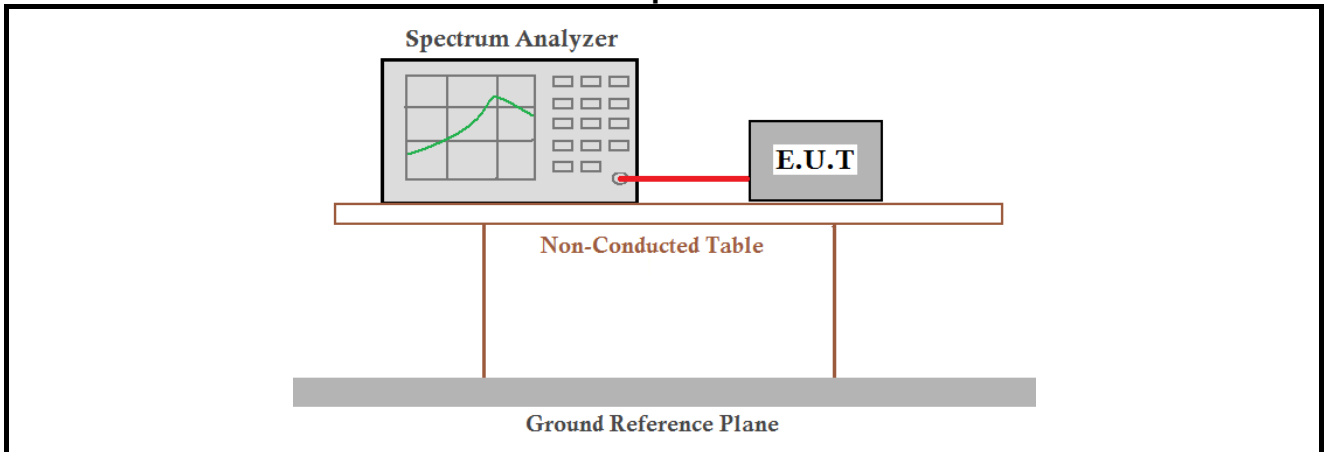 Spectrum Analyzer
E.U.T
Non-Conducted Table
Ground Reference Plane